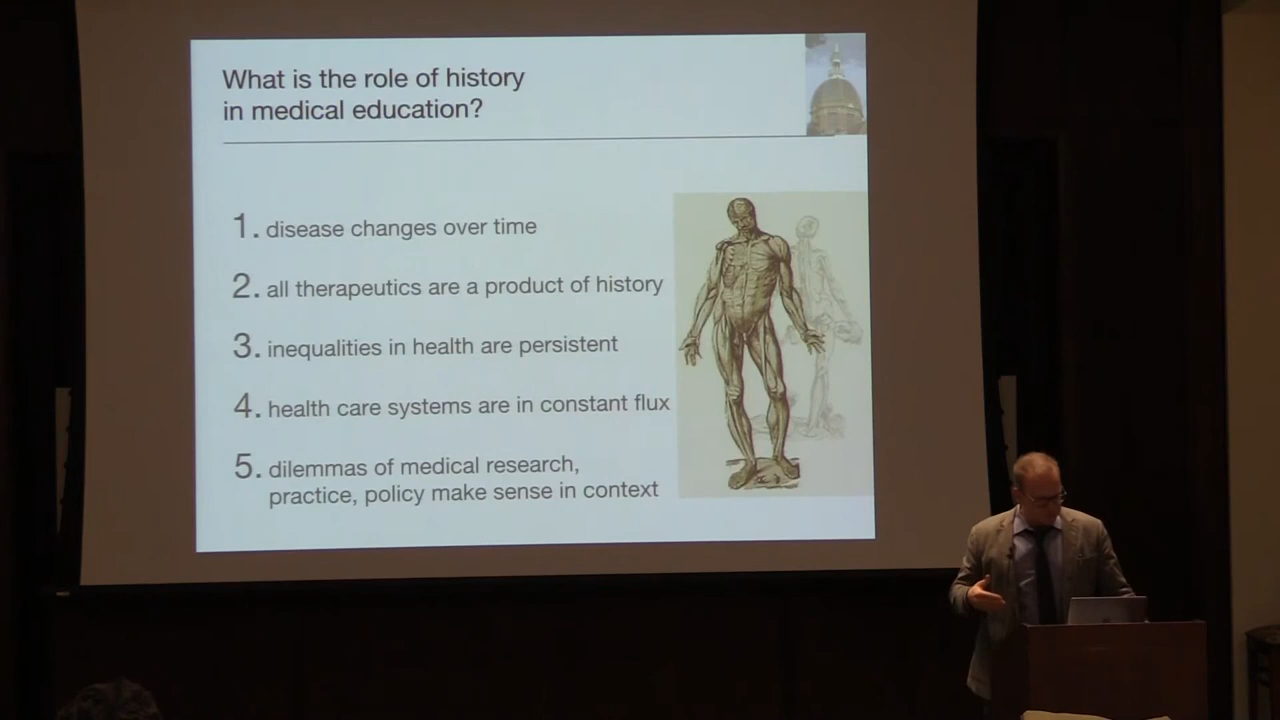 What is the role of history
in medical education?
1. disease changes over time
2. all therapeutics are a product of history
3. inequalities in health are persistent
4. health care systems are in constant flux
5. dilemmas of medical research,
practice, policy make sense in context